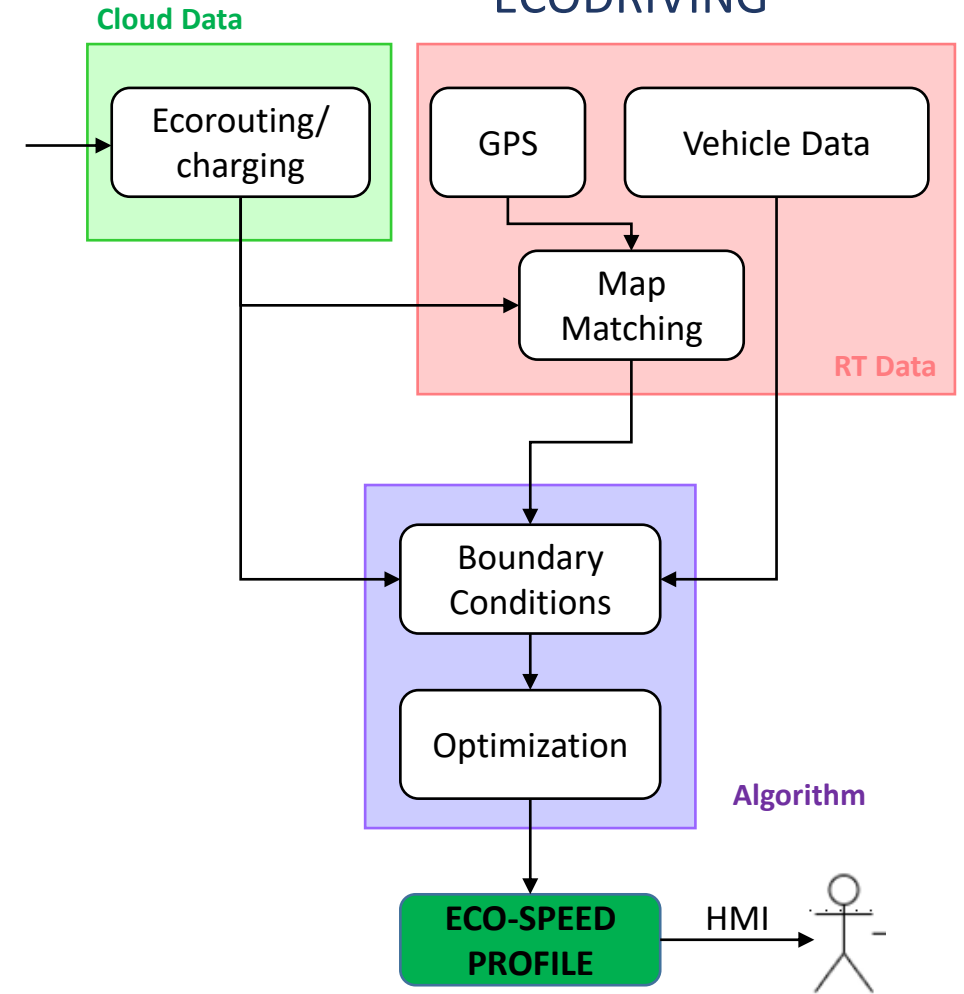 ECODRIVING
Cloud Data
Ecorouting/
charging
GPS
Vehicle Data
Map
Matching
RT Data
Boundary
Conditions
Optimization
Algorithm
ECO-SPEED
PROFILE
HMI